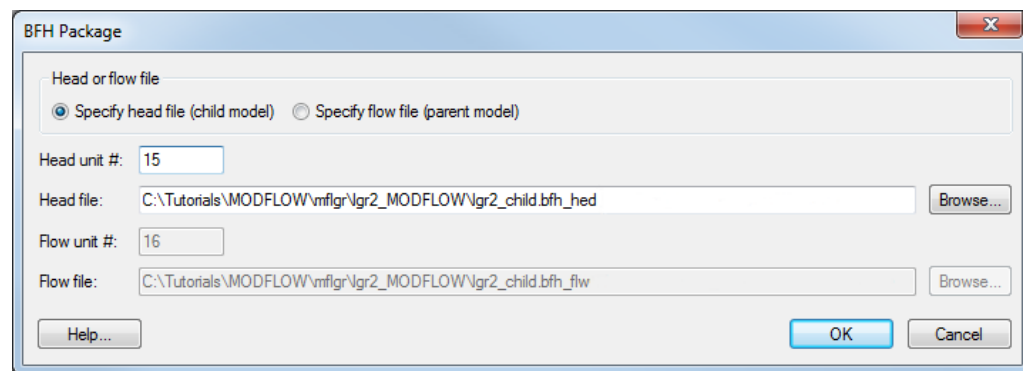 BFH Package
Head or flow file
Specify head file (child model) Specify flow file (parent model)
Head unit #: 15
Head file: C:\Tutorials\MODFLOW\mflgr\lgr2_MODFLOW\lgr2_child.bfh_hed Browse...
Flow unit #: 16
Flow file: C:\Tutorials\MODFLOW\mflgr\lgr2_MODFLOW\lgr2_child.bfh_flw Browse...
Help... OK Cancel